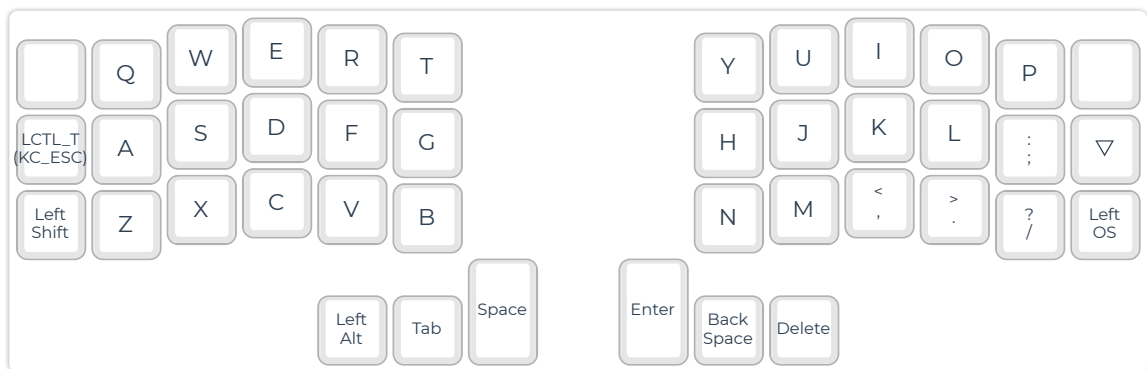 Q W E R T Y U I O P
LCTL_T
(KC_ESC) A S D F G H J K L :
;
▽
Left
Shift Z X C V B N M <
,
>
.
?
/
Left
OS
Left
Alt
Tab
Space
Enter
Back
Space
Delete